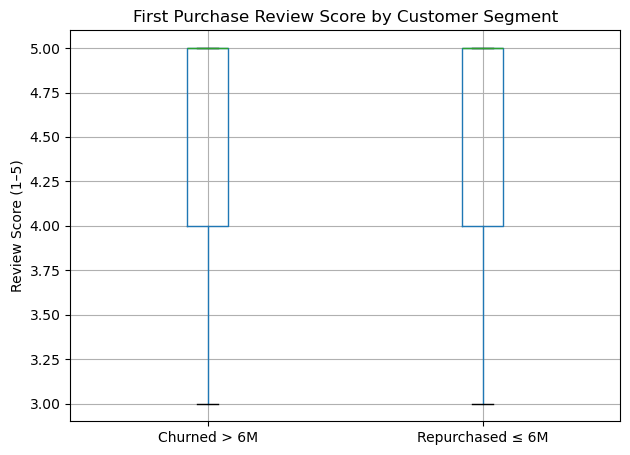 First Purchase Review Score by Customer Segment
Review Score (1–5)
5.00
4.75
4.50
4.25
4.00
3.75
3.50
3.25
3.00
Churned > 6M
Repurchased ≤ 6M